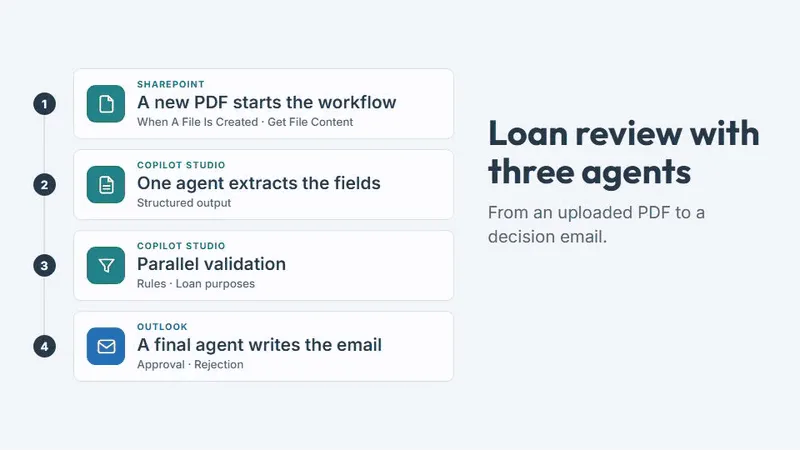 1
SHAREPOINT
A new PDF starts the workflow
When A File Is Created · Get File Content
2
COPILOT STUDIO
One agent extracts the fields
Structured output
3
COPILOT STUDIO
Parallel validation
Rules · Loan purposes
4
OUTLOOK
A final agent writes the email
Approval · Rejection
Loan review with
three agents
From an uploaded PDF to a
decision email.